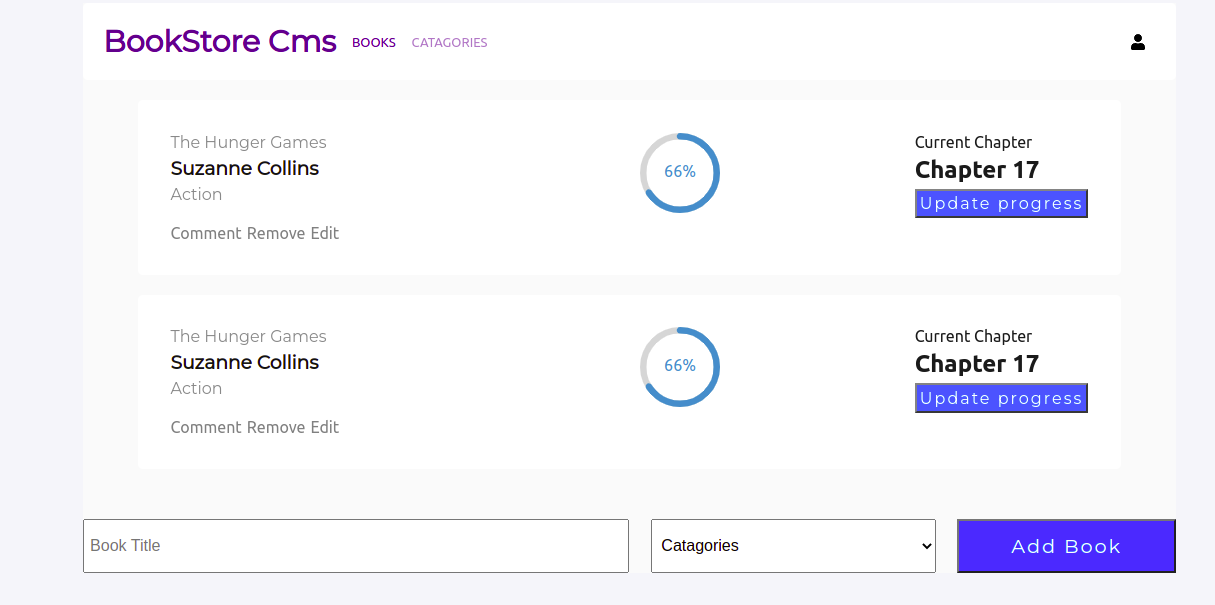 BookStore Cms BOOKS CATAGORIES
The Hunger Games
Suzanne Collins
Action
Comment Remove Edit
66%
Current Chapter
Chapter 17
Update progress
The Hunger Games
Suzanne Collins
Action
Comment Remove Edit
66%
Current Chapter
Chapter 17
Update progress
Book Title
Catagories
Add Book